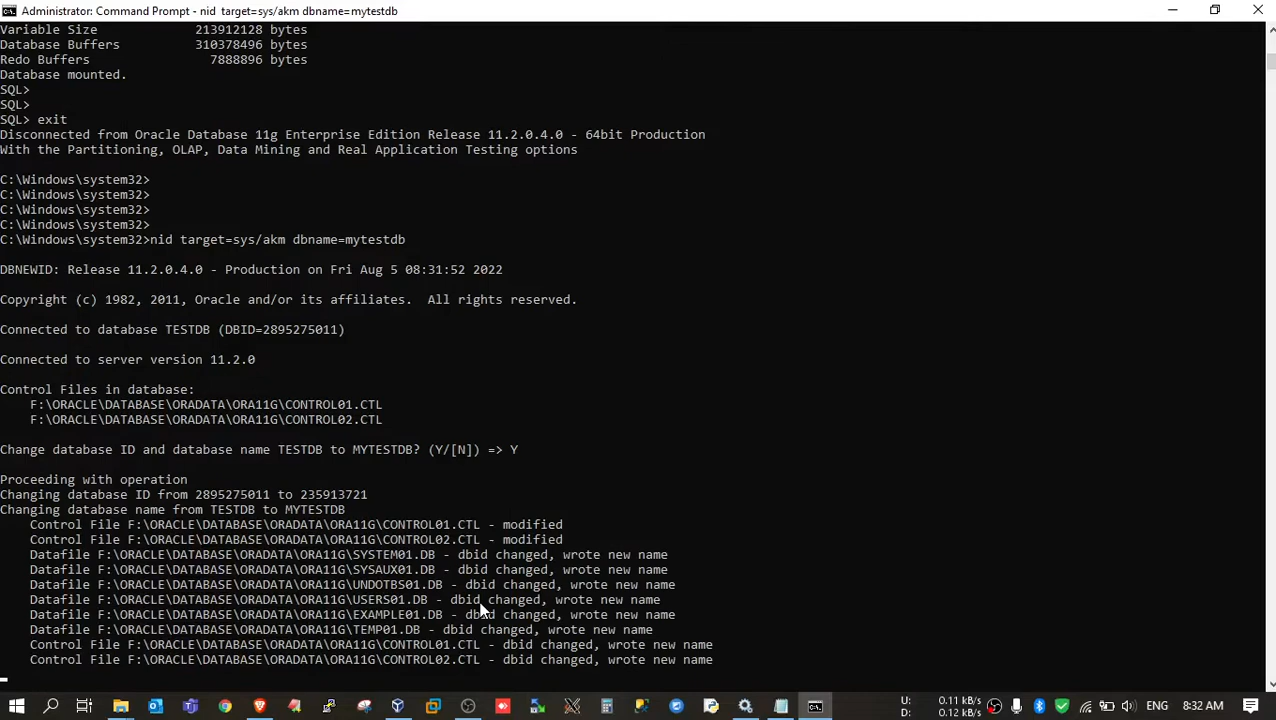 Administrator: Command Prompt - nid target=sys/akm dbname=mytestdb
Variable Size 213912128 bytes
Database Buffers 310378496 bytes
Redo Buffers 7888896 bytes
Database mounted.
SQL>
SQL>
SQL> exit
Disconnected from Oracle Database 11g Enterprise Edition Release 11.2.0.4.0 - 64bit Production
With the Partitioning, OLAP, Data Mining and Real Application Testing options
C:\Windows\system32>
C:\Windows\system32>
C:\Windows\system32>
C:\Windows\system32>
C:\Windows\system32>nid target=sys/akm dbname=mytestdb
DBNEWID: Release 11.2.0.4.0 - Production on Fri Aug 5 08:31:52 2022
Copyright (c) 1982, 2011, Oracle and/or its affiliates.  All rights reserved.
Connected to database TESTDB (DBID=2895275011)
Connected to server version 11.2.0
Control Files in database:
F:\ORACLE\DATABASE\ORADATA\ORA11G\CONTROL01.CTL
F:\ORACLE\DATABASE\ORADATA\ORA11G\CONTROL02.CTL
Change database ID and database name TESTDB to MYTESTDB? (Y/[N]) => Y
Proceeding with operation
Changing database ID from 2895275011 to 235913721
Changing database name from TESTDB to MYTESTDB
Control File F:\ORACLE\DATABASE\ORADATA\ORA11G\CONTROL01.CTL - modified
Control File F:\ORACLE\DATABASE\ORADATA\ORA11G\CONTROL02.CTL - modified
Datafile F:\ORACLE\DATABASE\ORADATA\ORA11G\SYSTEM01.DB - dbid changed, wrote new name
Datafile F:\ORACLE\DATABASE\ORADATA\ORA11G\SYSAUX01.DB - dbid changed, wrote new name
Datafile F:\ORACLE\DATABASE\ORADATA\ORA11G\UNDOTBS01.DB - dbid changed, wrote new name
Datafile F:\ORACLE\DATABASE\ORADATA\ORA11G\USERS01.DB - dbid changed, wrote new name
Datafile F:\ORACLE\DATABASE\ORADATA\ORA11G\EXAMPLE01.DB - dbid changed, wrote new name
Datafile F:\ORACLE\DATABASE\ORADATA\ORA11G\TEMP01.DB - dbid changed, wrote new name
Control File F:\ORACLE\DATABASE\ORADATA\ORA11G\CONTROL01.CTL - dbid changed, wrote new name
Control File F:\ORACLE\DATABASE\ORADATA\ORA11G\CONTROL02.CTL - dbid changed, wrote new name
U: 0.11 kB/s
D: 0.12 kB/s
8:32 AM